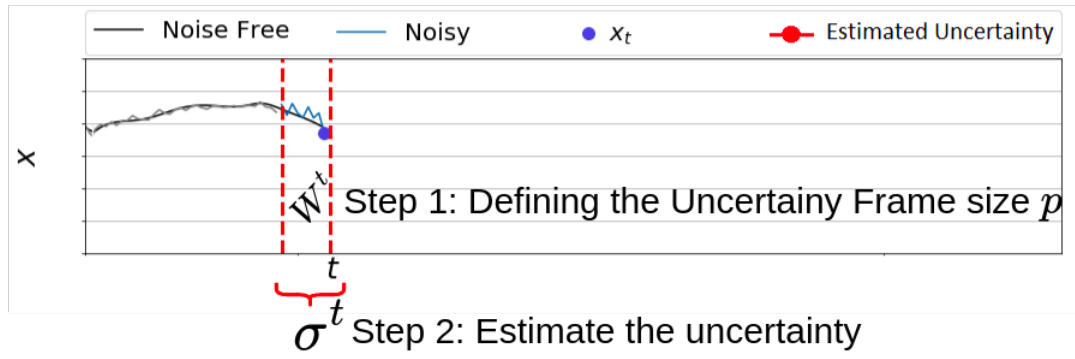 Noise Free Noisy x_t Estimated Uncertainty
x
W^t Step 1: Defining the Uncertainy Frame size p
t
σ^t Step 2: Estimate the uncertainty